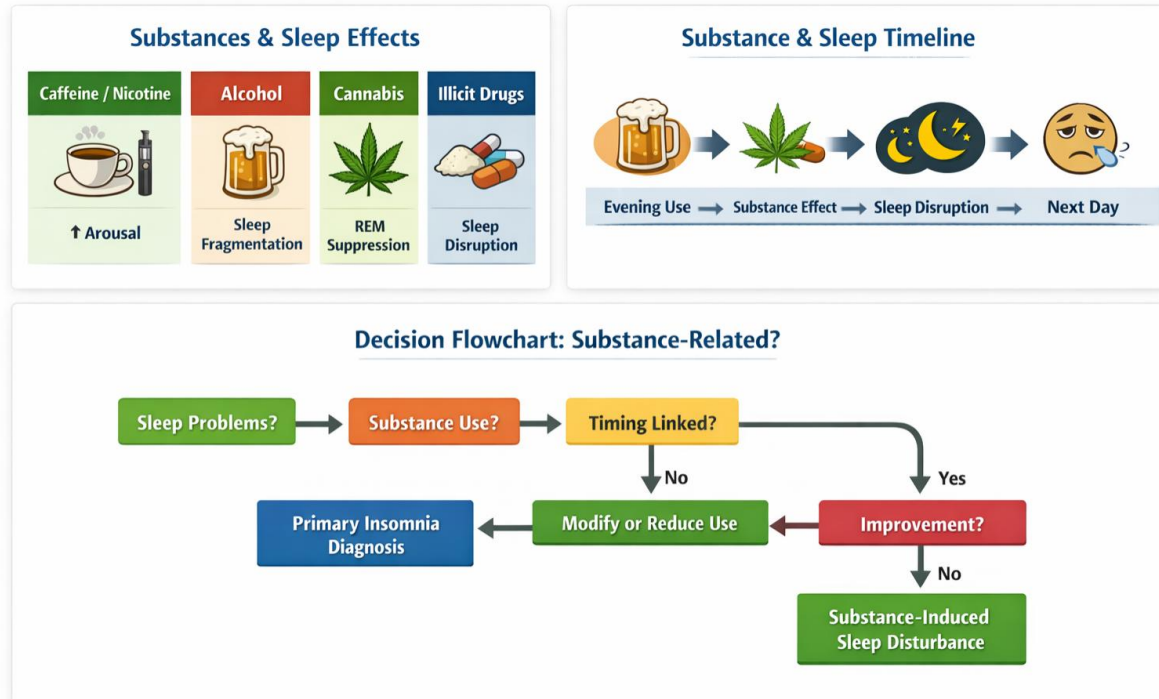 Substances & Sleep Effects
Caffeine / Nicotine
Alcohol
Cannabis
Illicit Drugs
↑ Arousal
Sleep
Fragmentation
REM
Suppression
Sleep
Disruption
Substance & Sleep Timeline
Evening Use → Substance Effect → Sleep Disruption → Next Day
Decision Flowchart: Substance-Related?
Sleep Problems?
Substance Use?
Timing Linked?
No
Yes
Primary Insomnia
Diagnosis
Modify or Reduce Use
Improvement?
No
Substance-Induced
Sleep Disturbance